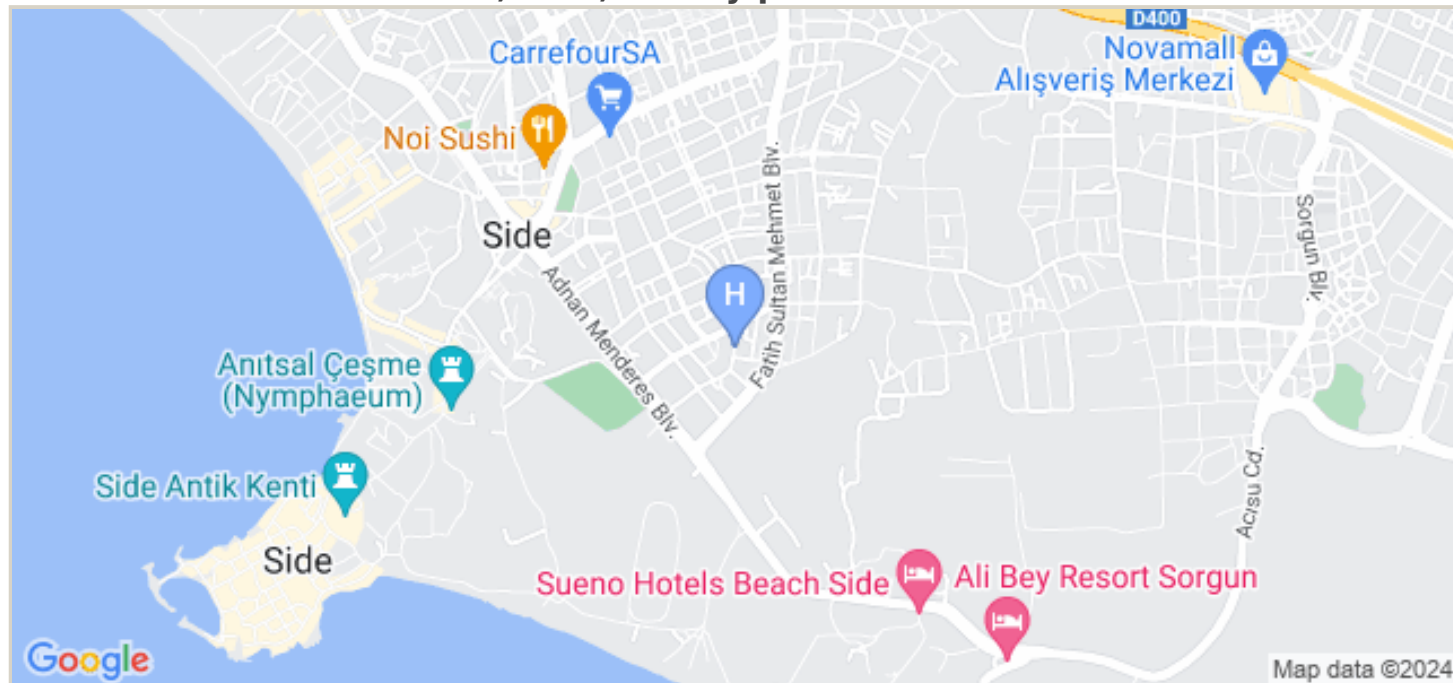 D400
Novamall
Alışveriş Merkezi
CarrefourSA
Noi Sushi
Side
Fatih Sultan Mehmet Blv.
Sorgun Blv.
H
Adnan Menderes Blv.
Anıtsal Çeşme
(Nymphaeum)
Side Antik Kenti
Side
Acısu Cd.
Sueno Hotels Beach Side
Ali Bey Resort Sorgun
Google
Map data ©2024